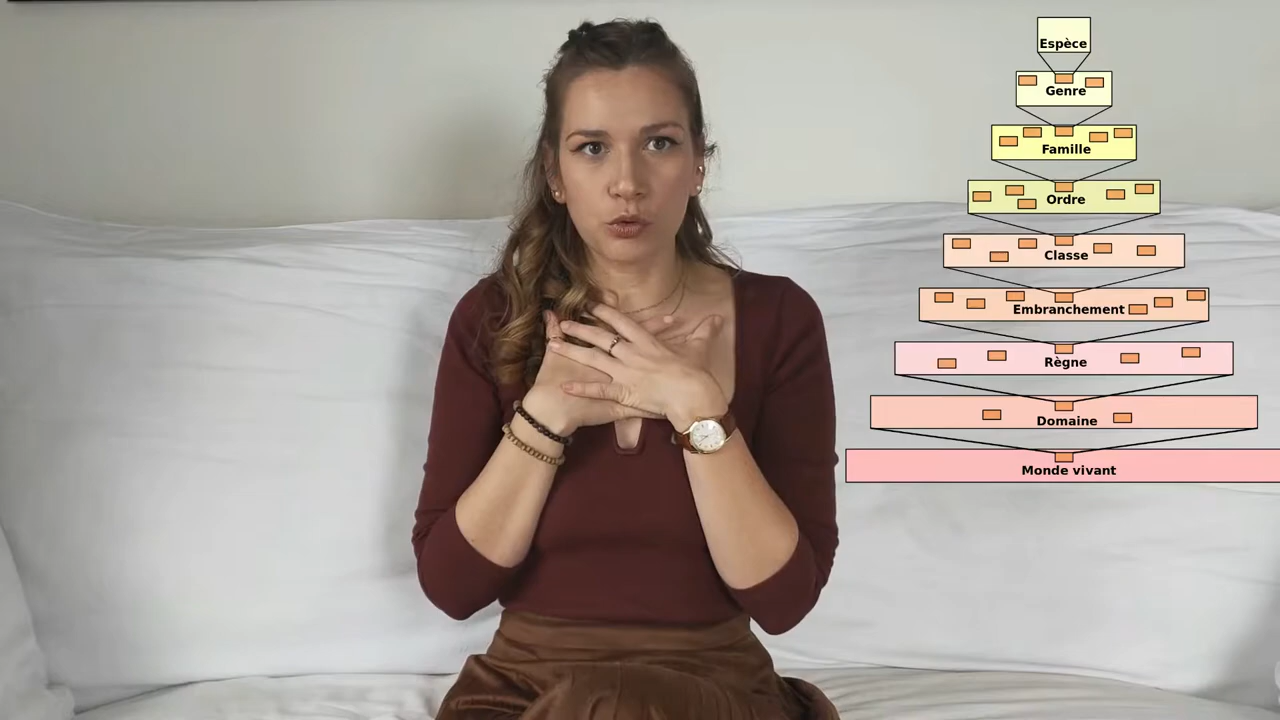 Espèce
Genre
Famille
Ordre
Classe
Embranchement
Règne
Domaine
Monde vivant